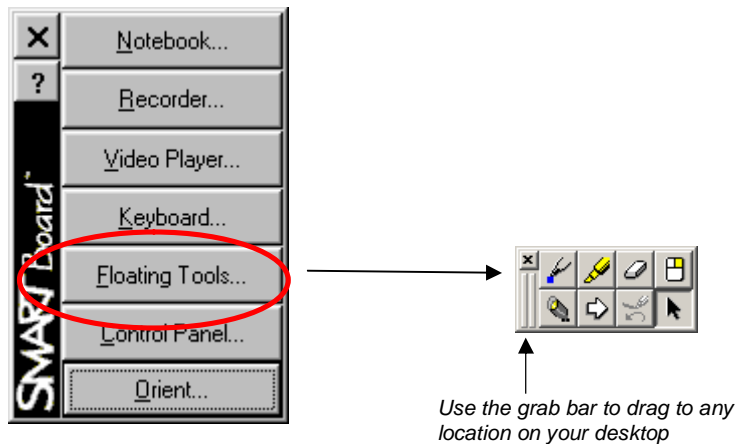 X
Notebook...
?
Recorder...
Video Player...
Keyboard...
Floating Tools...
Control Panel...
Orient...
SMART Board™
Use the grab bar to drag to any
location on your desktop